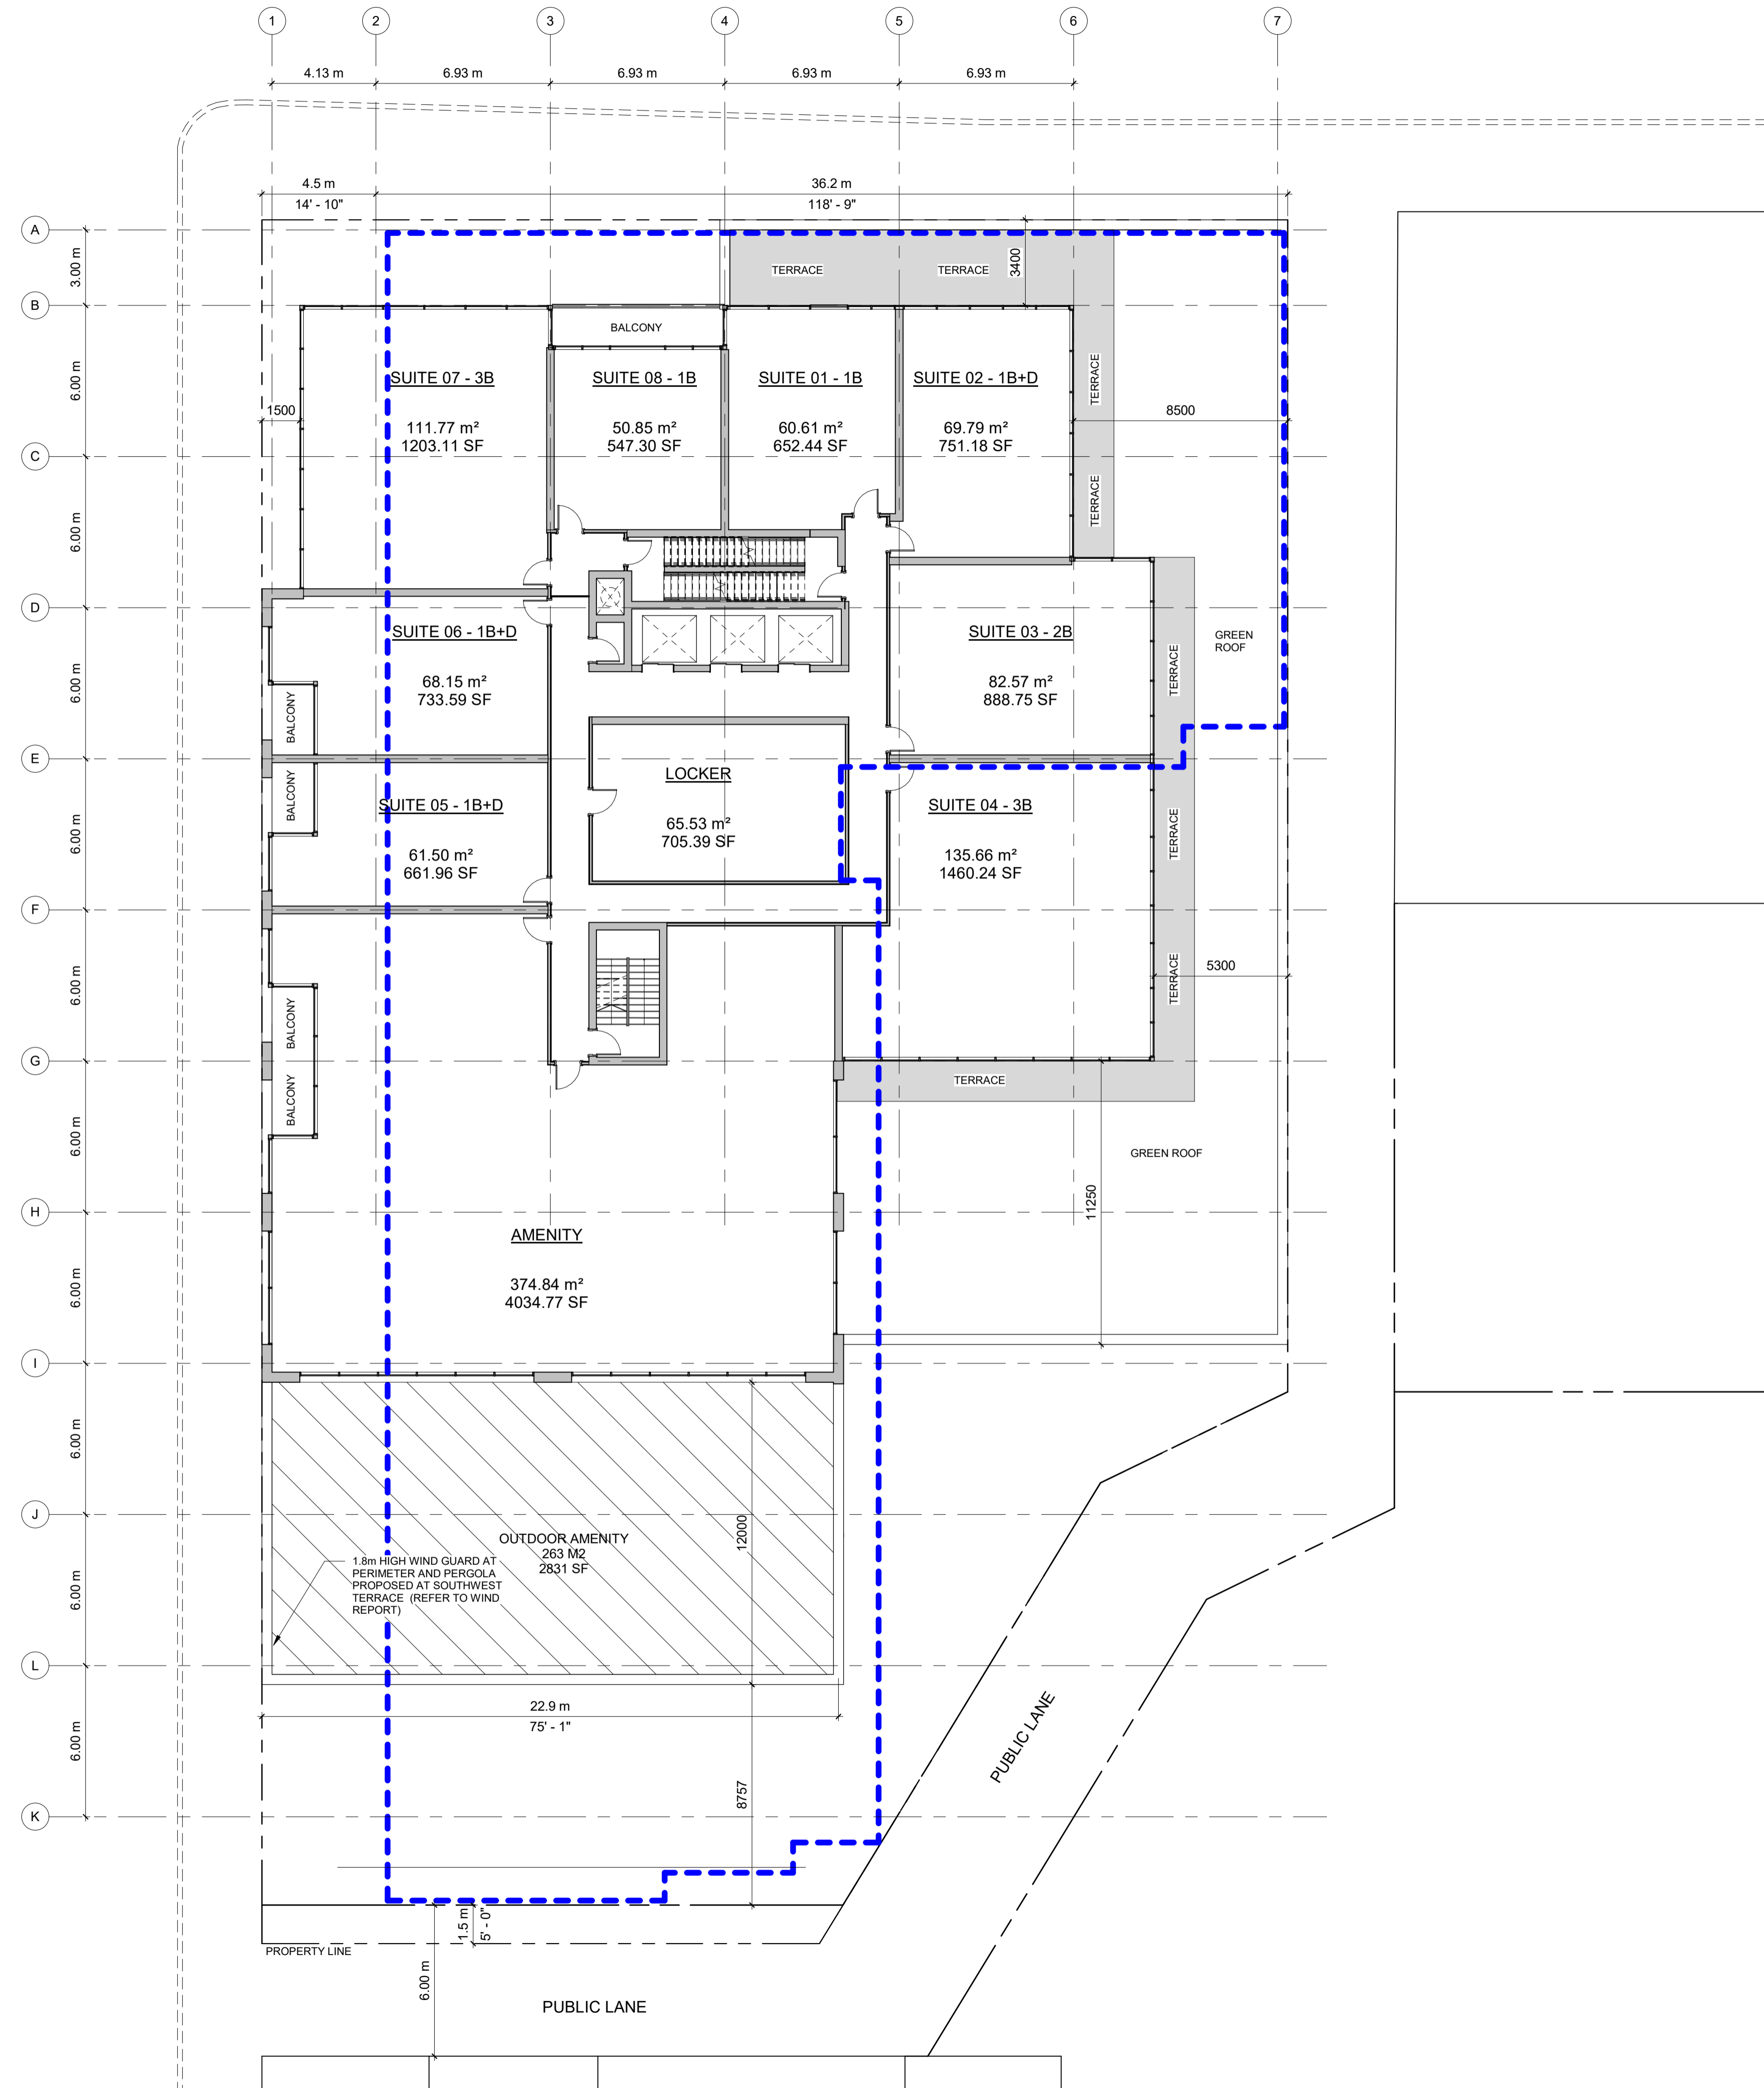 1 2 3 4 5 6 7
4.13 m 6.93 m 6.93 m 6.93 m 6.93 m
4.5 m 36.2 m
14' - 10" 118' - 9"
A
3.00 m
TERRACE TERRACE
3400
B
BALCONY
6.00 m
SUITE 07 - 3B
111.77 m²
1203.11 SF
SUITE 08 - 1B
50.85 m²
547.30 SF
SUITE 01 - 1B
60.61 m²
652.44 SF
SUITE 02 - 1B+D
69.79 m²
751.18 SF
TERRACE
1500
8500
C
TERRACE
6.00 m
D
SUITE 06 - 1B+D
68.15 m²
733.59 SF
SUITE 03 - 2B
82.57 m²
888.75 SF
GREEN
ROOF
TERRACE
6.00 m
BALCONY
E
BALCONY
LOCKER
65.53 m²
705.39 SF
SUITE 05 - 1B+D
61.50 m²
661.96 SF
SUITE 04 - 3B
135.66 m²
1460.24 SF
TERRACE
6.00 m
F
5300
TERRACE
6.00 m
BALCONY
G
BALCONY
TERRACE
6.00 m
GREEN ROOF
11250
H
AMENITY
374.84 m²
4034.77 SF
6.00 m
I
6.00 m
J
12000
OUTDOOR AMENITY
263 M2
2831 SF
1.8m HIGH WIND GUARD AT
PERIMETER AND PERGOLA
PROPOSED AT SOUTHWEST
TERRACE (REFER TO WIND
REPORT)
6.00 m
L
22.9 m
75' - 1"
6.00 m
PUBLIC LANE
8757
K
1.5 m
5' - 0"
PROPERTY LINE
6.00 m
PUBLIC LANE